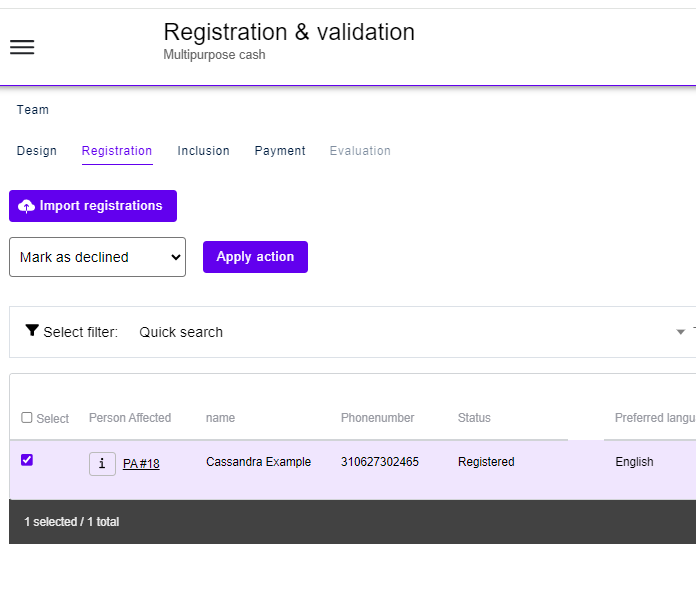 Registration & validation
Multipurpose cash
Team
Design Registration Inclusion Payment Evaluation
Import registrations
Mark as declined Apply action
Select filter: Quick search
Select Person Affected name Phonenumber Status Preferred langu
i PA#18 Cassandra Example 310627302465 Registered English
1 selected / 1 total